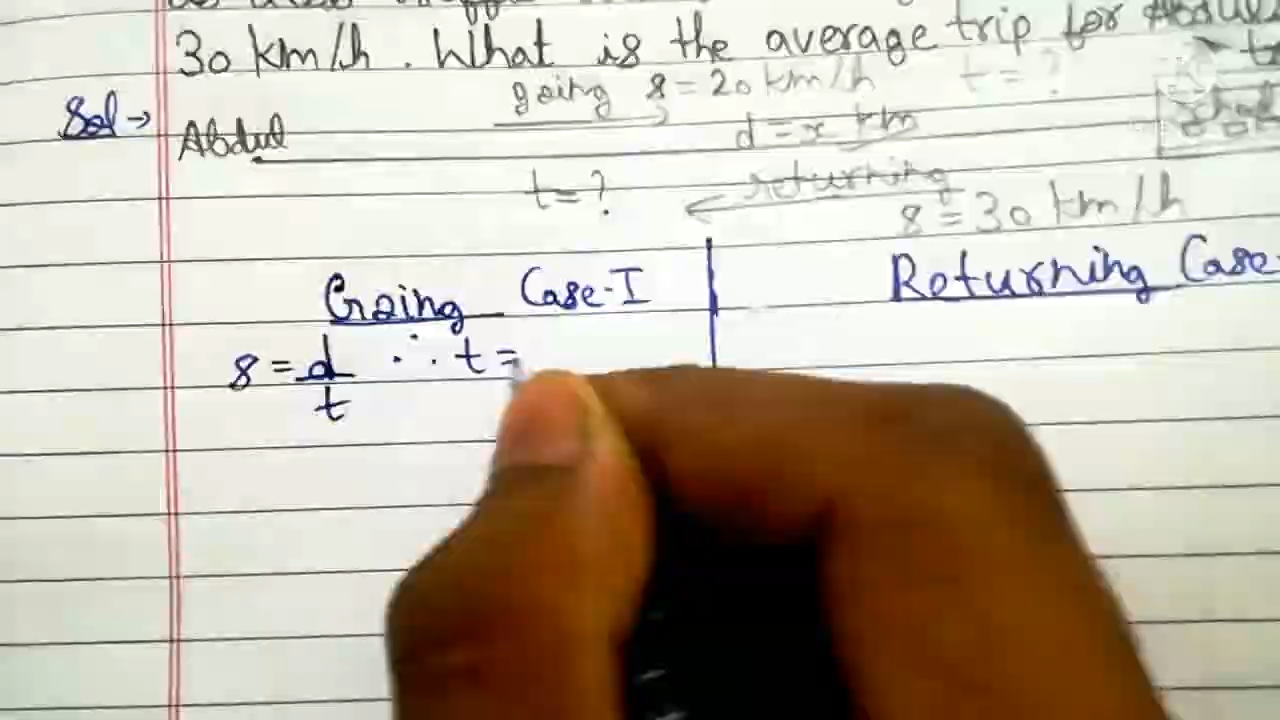 30 km/h. What is the average trip for Abdul
Sol →
Abdul
going s = 20 km/h t = ?
d = x km
t = ? returning
s = 30 km/h
Going Case-I
Returning Case
s = d/t ∴ t =